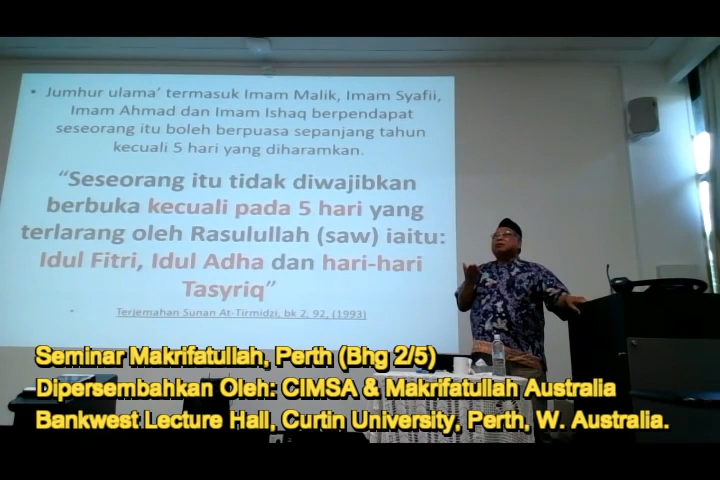 • Jumhur ulama’ termasuk Imam Malik, Imam Syafii,
Imam Ahmad dan Imam Ishaq berpendapat
seseorang itu boleh berpuasa sepanjang tahun
kecuali 5 hari yang diharamkan.
“Seseorang itu tidak diwajibkan
berbuka kecuali pada 5 hari yang
terlarang oleh Rasulullah (saw) iaitu:
Idul Fitri, Idul Adha dan hari-hari
Tasyriq”
Terjemahan Sunan At-Tirmidzi, bk 2, 92, (1993)
Seminar Makrifatullah, Perth (Bhg 2/5)
Dipersembahkan Oleh: CIMSA & Makrifatullah Australia
Bankwest Lecture Hall, Curtin University, Perth, W. Australia.